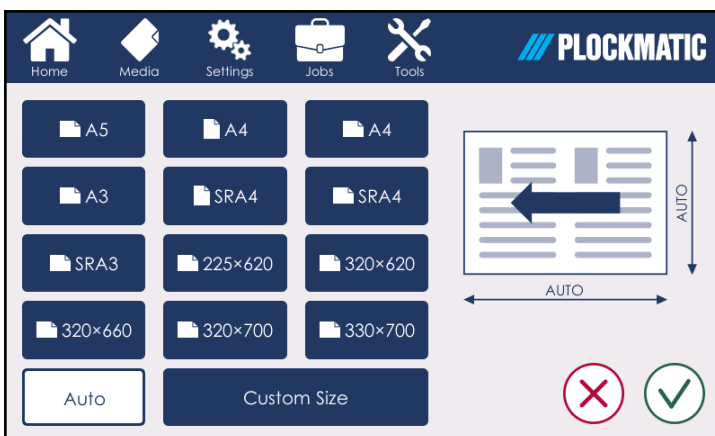 PLOCKMATIC
Home Media Settings Jobs Tools
A5 A4 A4
A3 SRA4 SRA4
SRA3 225×620 320×620
320×660 320×700 330×700
Auto Custom Size
AUTO
AUTO